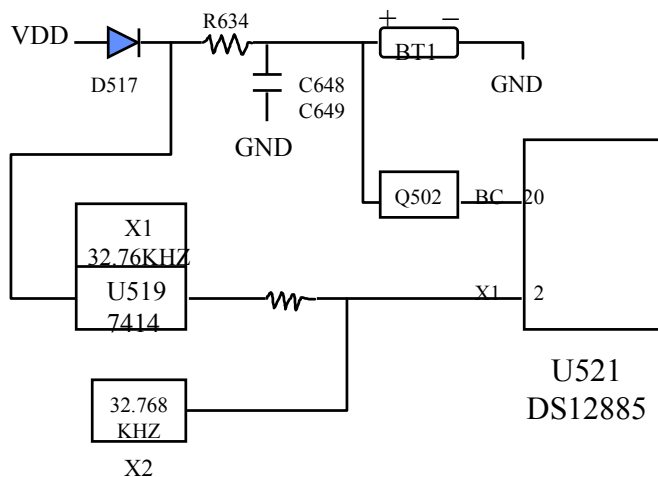 R634
VDD
+ −
BT1
D517
C648
C649
GND
GND
Q502
BC 20
X1
32.76KHZ
U519
7414
X1 2
U521
DS12885
32.768
KHZ
X2